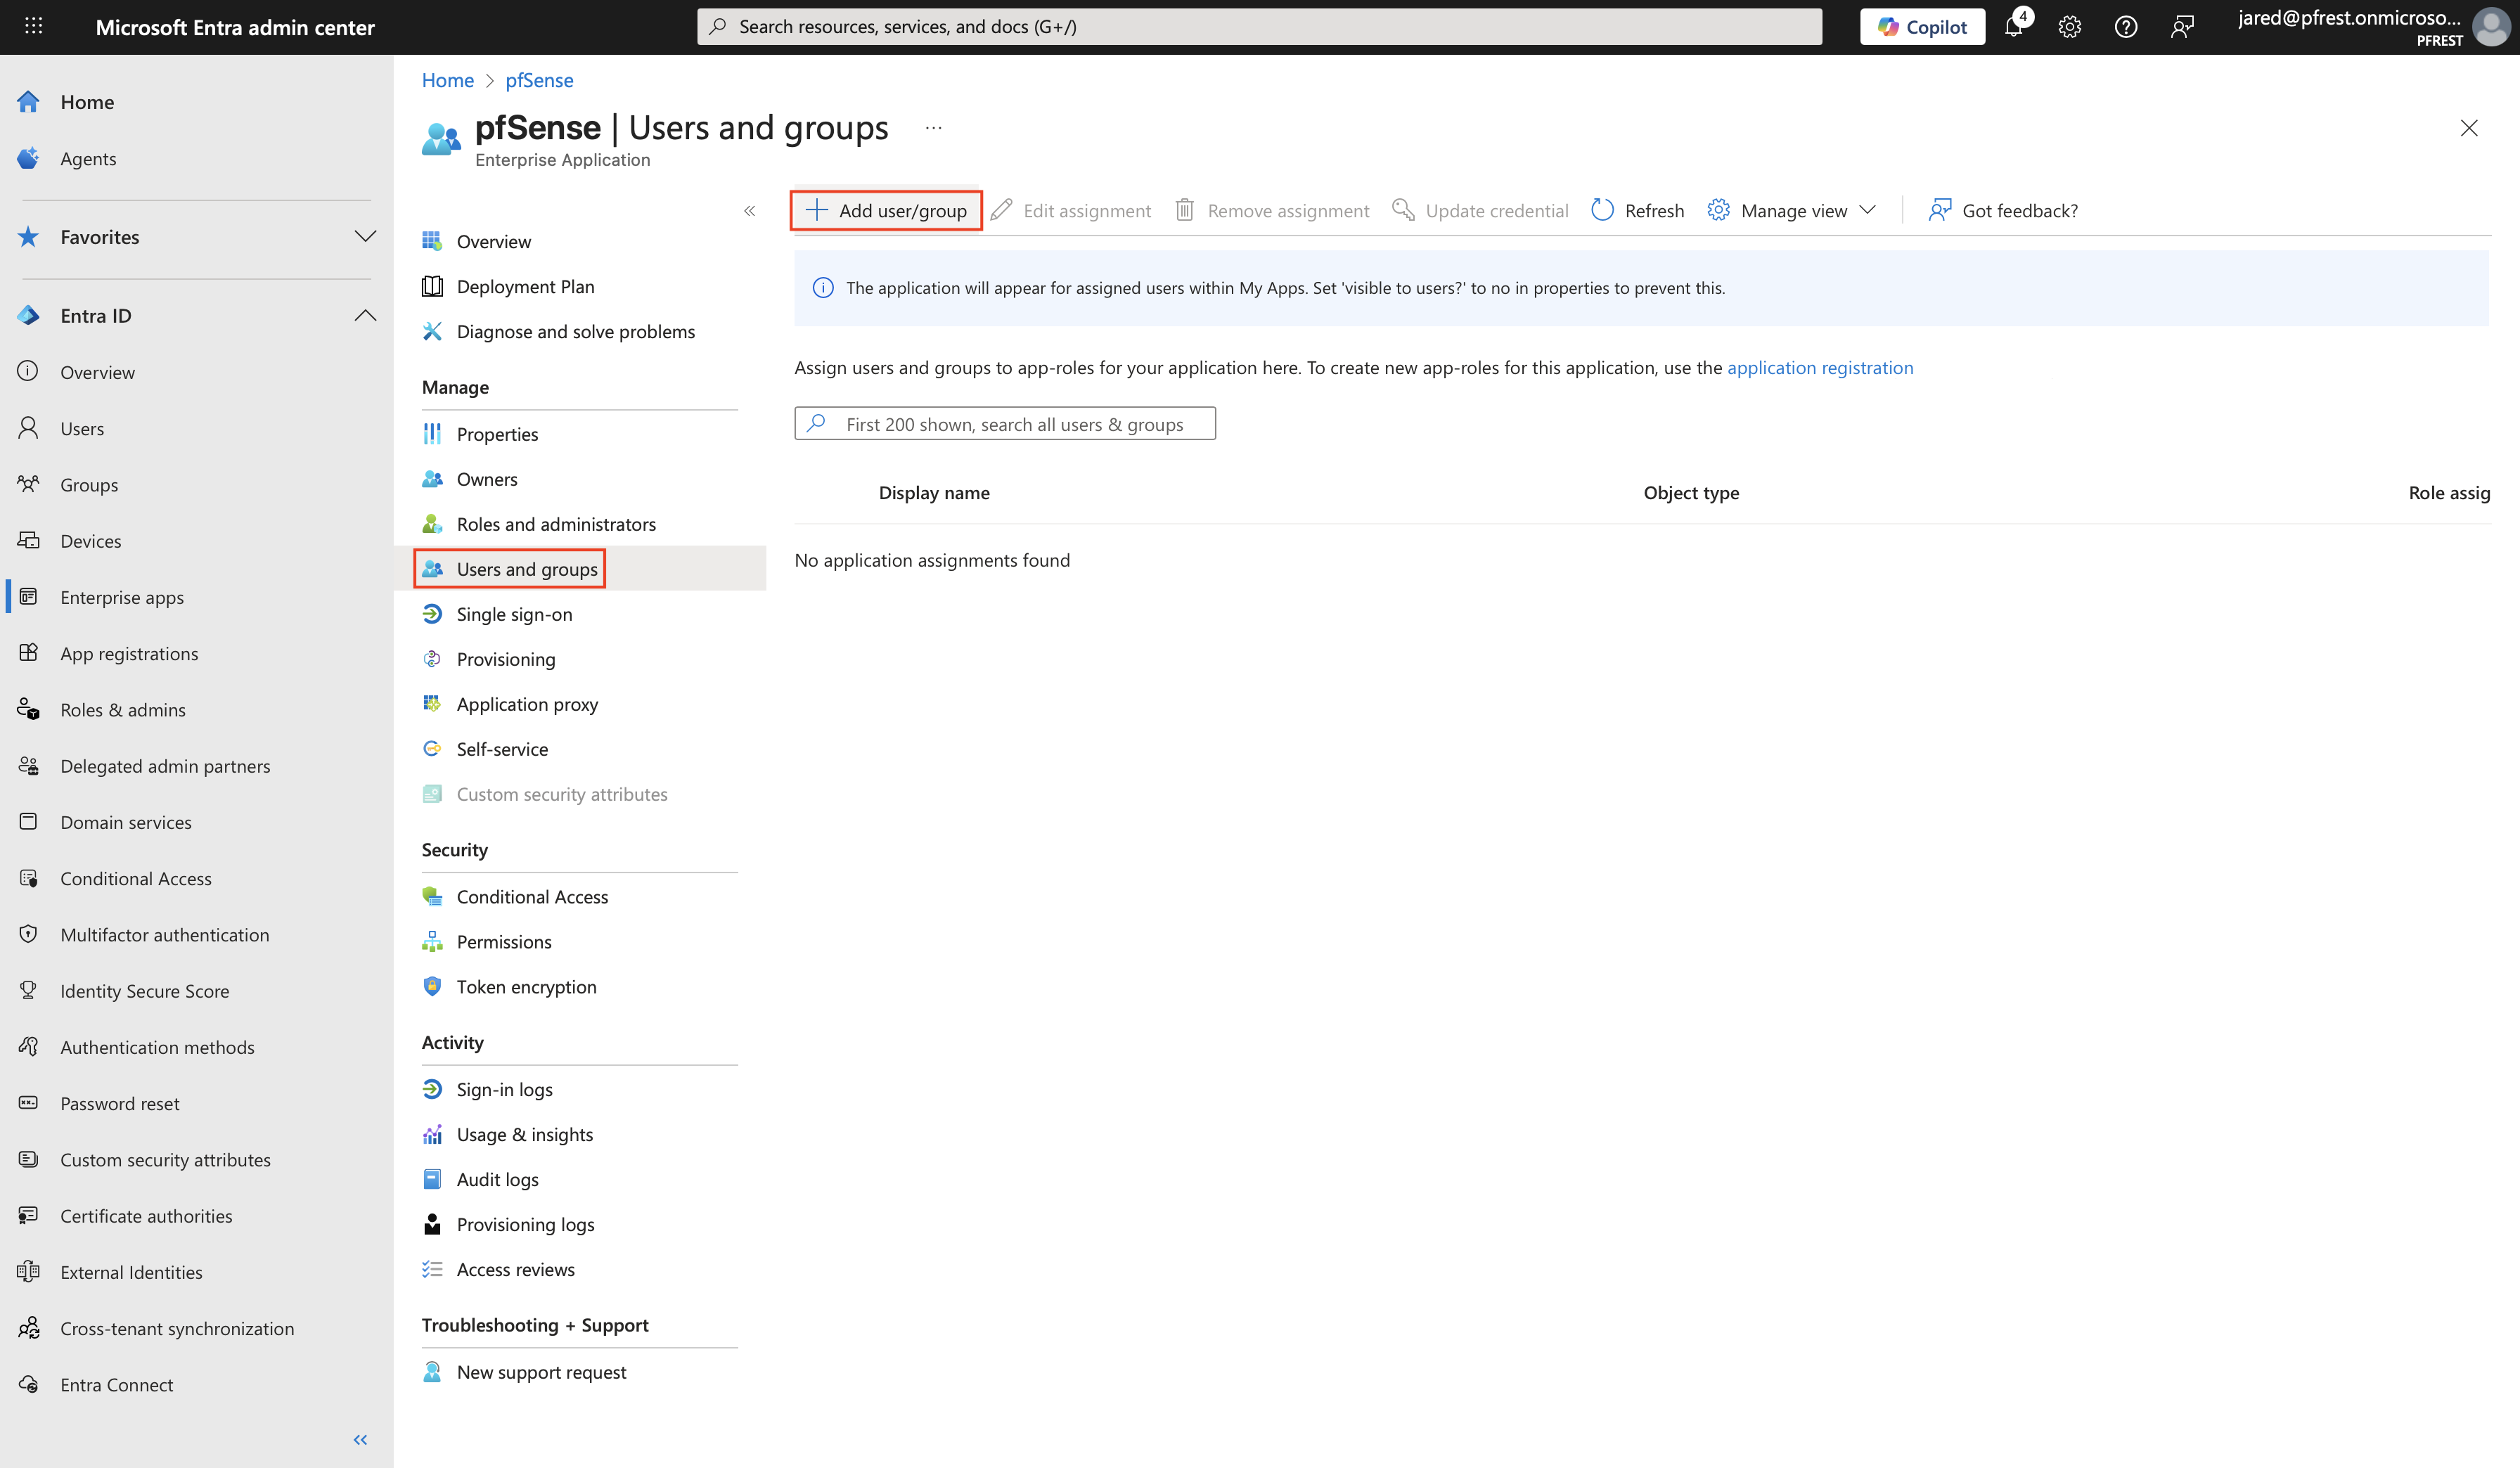 Microsoft Entra admin center
Search resources, services, and docs (G+/)
Copilot
4
jared@pfrest.onmicroso...
PFREST
Home
Agents
Favorites
Entra ID
Overview
Users
Groups
Devices
Enterprise apps
App registrations
Roles & admins
Delegated admin partners
Domain services
Conditional Access
Multifactor authentication
Identity Secure Score
Authentication methods
Password reset
Custom security attributes
Certificate authorities
External Identities
Cross-tenant synchronization
Entra Connect
Home > pfSense
pfSense | Users and groups ...
Enterprise Application
Overview
Deployment Plan
Diagnose and solve problems
Manage
Properties
Owners
Roles and administrators
Users and groups
Single sign-on
Provisioning
Application proxy
Self-service
Custom security attributes
Security
Conditional Access
Permissions
Token encryption
Activity
Sign-in logs
Usage & insights
Audit logs
Provisioning logs
Access reviews
Troubleshooting + Support
New support request
Add user/group Edit assignment Remove assignment Update credential Refresh Manage view Got feedback?
The application will appear for assigned users within My Apps. Set 'visible to users?' to no in properties to prevent this.
Assign users and groups to app-roles for your application here. To create new app-roles for this application, use the application registration
First 200 shown, search all users & groups
Display name Object type Role assig
No application assignments found